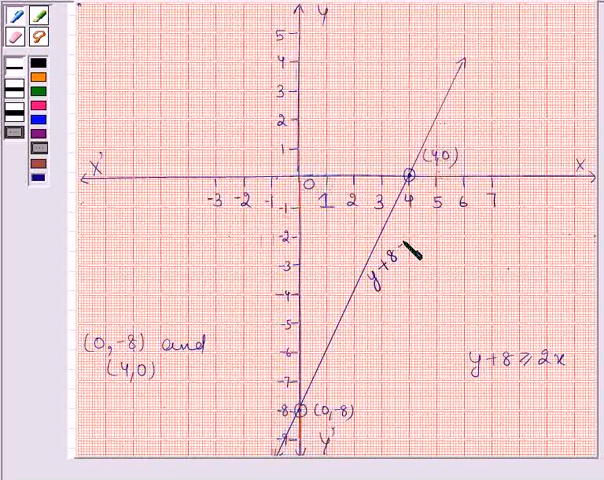 Y
5
4
3
2
1
(4,0)
X'
X
0
-3 -2 -1 1 2 3 4 5 6 7
-1
-2
y+8
-3
-4
-5
(0,-8) and
(4,0)
y+8 ≥ 2x
-6
-7
-8
(0,-8)
-9
Y'